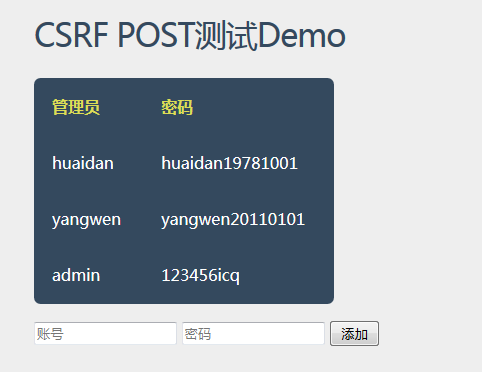 CSRF POST测试Demo
管理员 密码
huaidan huaidan19781001
yangwen yangwen20110101
admin 123456icq
账号 密码 添加